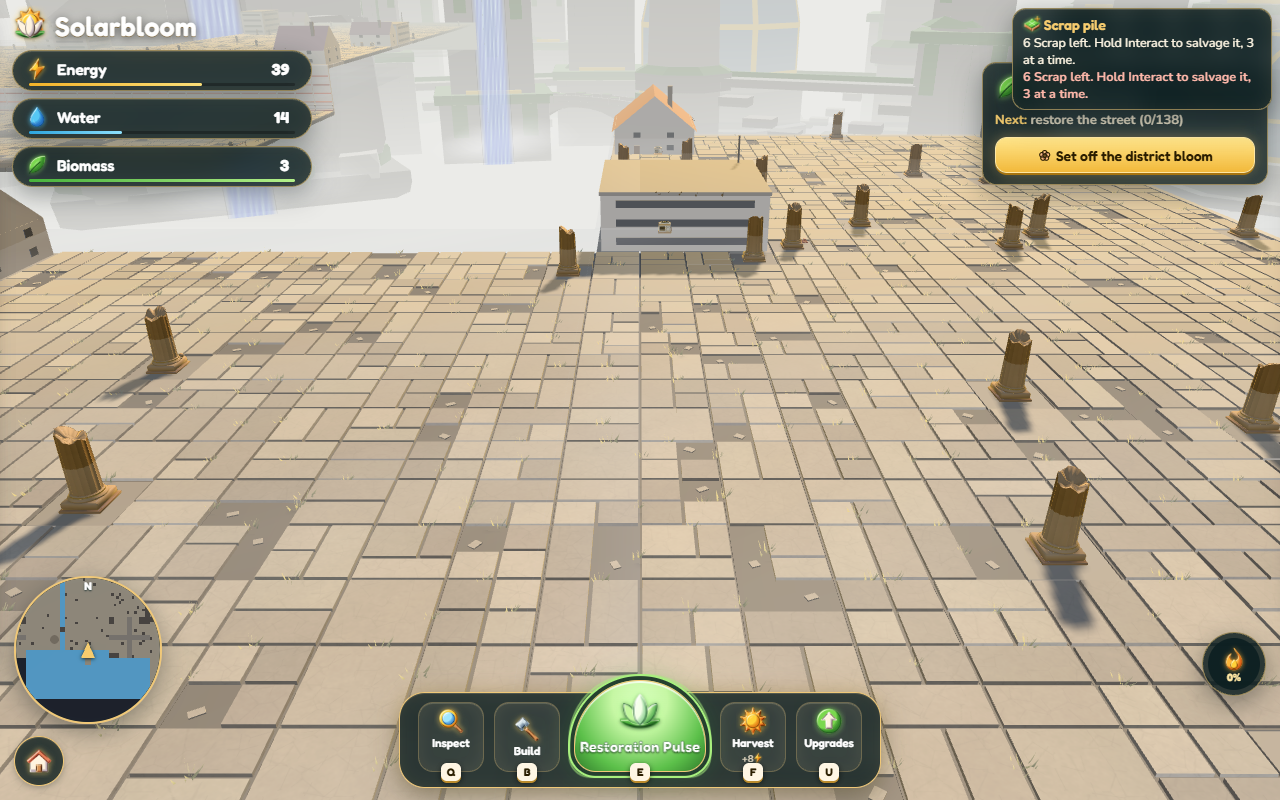 Solarbloom
Energy 39
Water 14
Biomass 3
Scrap pile
6 Scrap left. Hold Interact to salvage it, 3
at a time.
6 Scrap left. Hold Interact to salvage it,
3 at a time.
Next: restore the street (0/138)
Set off the district bloom
N
0%
Inspect
Q
Build
B
Restoration Pulse
E
Harvest
+8
F
Upgrades
U